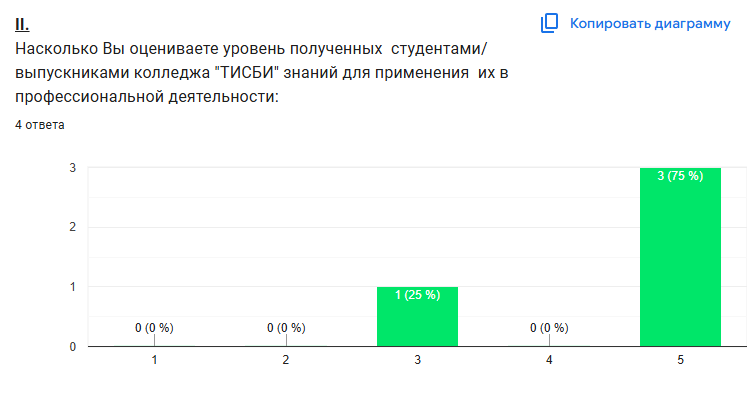 II.
Копировать диаграмму
Насколько Вы оцениваете уровень полученных студентами/
выпускниками колледжа "ТИСБИ" знаний для применения их в
профессиональной деятельности:
4 ответа
3
2
1
0
0 (0 %)
0 (0 %)
1 (25 %)
0 (0 %)
3 (75 %)
1
2
3
4
5